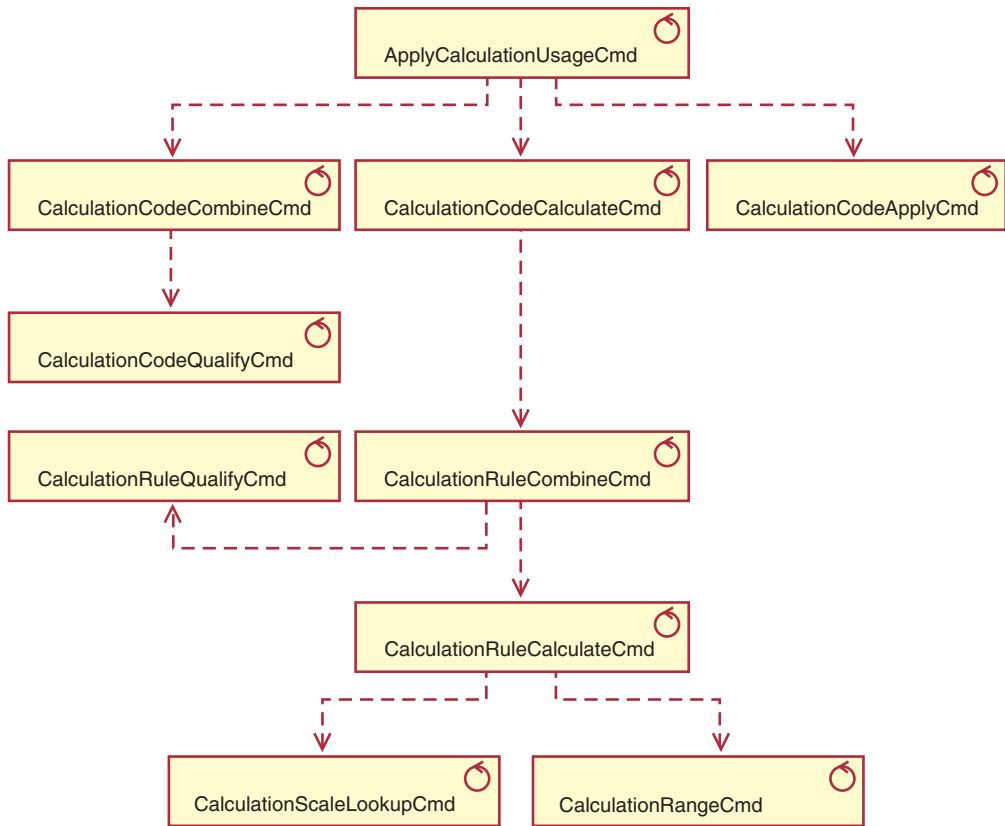 ApplyCalculationUsageCmd
CalculationCodeCombineCmd
CalculationCodeCalculateCmd
CalculationCodeApplyCmd
CalculationCodeQualifyCmd
CalculationRuleQualifyCmd
CalculationRuleCombineCmd
CalculationRuleCalculateCmd
CalculationScaleLookupCmd
CalculationRangeCmd